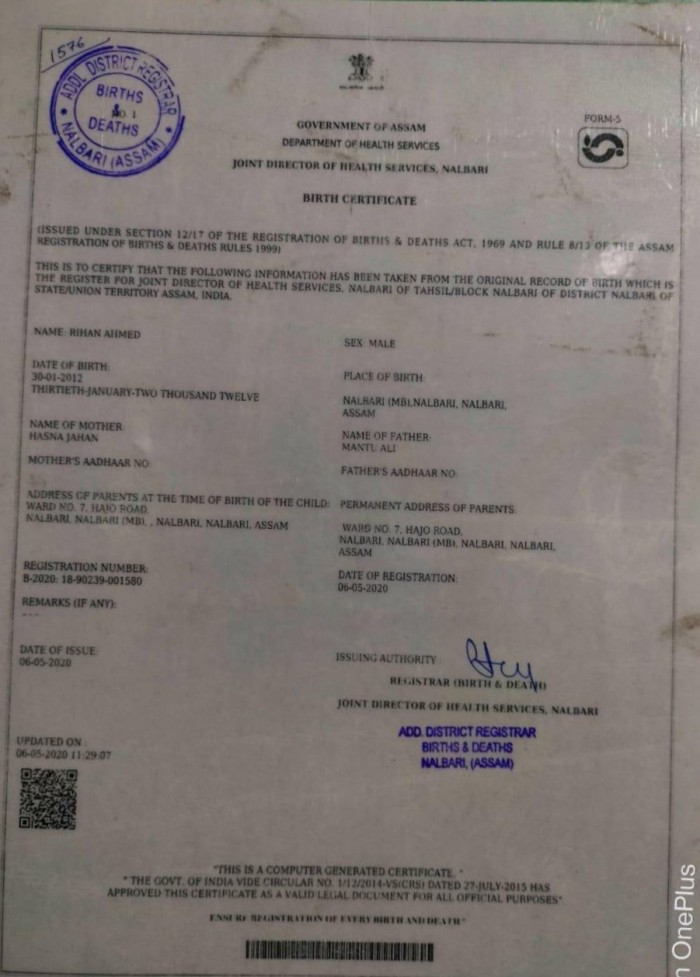 1576
ADDL. DISTRICT REGISTRAR
BIRTHS
&
NO. 1
DEATHS
* NALBARI (ASSAM) *
GOVERNMENT OF ASSAM
DEPARTMENT OF HEALTH SERVICES
JOINT DIRECTOR OF HEALTH SERVICES, NALBARI
FORM-5
BIRTH CERTIFICATE
(ISSUED UNDER SECTION 12/17 OF THE REGISTRATION OF BIRTHS & DEATHS ACT, 1969 AND RULE 8/13 OF THE ASSAM
REGISTRATION OF BIRTHS & DEATHS RULES 1999)
THIS IS TO CERTIFY THAT THE FOLLOWING INFORMATION HAS BEEN TAKEN FROM THE ORIGINAL RECORD OF BIRTH WHICH IS
THE REGISTER FOR JOINT DIRECTOR OF HEALTH SERVICES, NALBARI OF TAHSIL/BLOCK NALBARI OF DISTRICT NALBARI OF
STATE/UNION TERRITORY ASSAM, INDIA.
NAME: RIHAN AHMED
SEX: MALE
DATE OF BIRTH:
30-01-2012
THIRTIETH-JANUARY-TWO THOUSAND TWELVE
PLACE OF BIRTH:
NALBARI (MB),NALBARI, NALBARI,
ASSAM
NAME OF MOTHER:
HASNA JAHAN
NAME OF FATHER:
MANTU ALI
MOTHER'S AADHAAR NO:
FATHER'S AADHAAR NO:
ADDRESS OF PARENTS AT THE TIME OF BIRTH OF THE CHILD:
WARD NO. 7, HAJO ROAD,
NALBARI, NALBARI (MB), , NALBARI, NALBARI, ASSAM
PERMANENT ADDRESS OF PARENTS:
WARD NO. 7, HAJO ROAD,
NALBARI, NALBARI (MB), NALBARI, NALBARI,
ASSAM
REGISTRATION NUMBER:
B-2020: 18-90239-001580
DATE OF REGISTRATION:
06-05-2020
REMARKS (IF ANY):
---
DATE OF ISSUE:
06-05-2020
ISSUING AUTHORITY :
REGISTRAR (BIRTH & DEATH)
JOINT DIRECTOR OF HEALTH SERVICES, NALBARI
ADD. DISTRICT REGISTRAR
BIRTHS & DEATHS
NALBARI, (ASSAM)
UPDATED ON :
06-05-2020 11:29:07
"THIS IS A COMPUTER GENERATED CERTIFICATE. "
" THE GOVT. OF INDIA VIDE CIRCULAR NO. 1/12/2014-VS(CRS) DATED 27-JULY-2015 HAS
APPROVED THIS CERTIFICATE AS A VALID LEGAL DOCUMENT FOR ALL OFFICIAL PURPOSES"
"ENSURE REGISTRATION OF EVERY BIRTH AND DEATH"
OnePlus